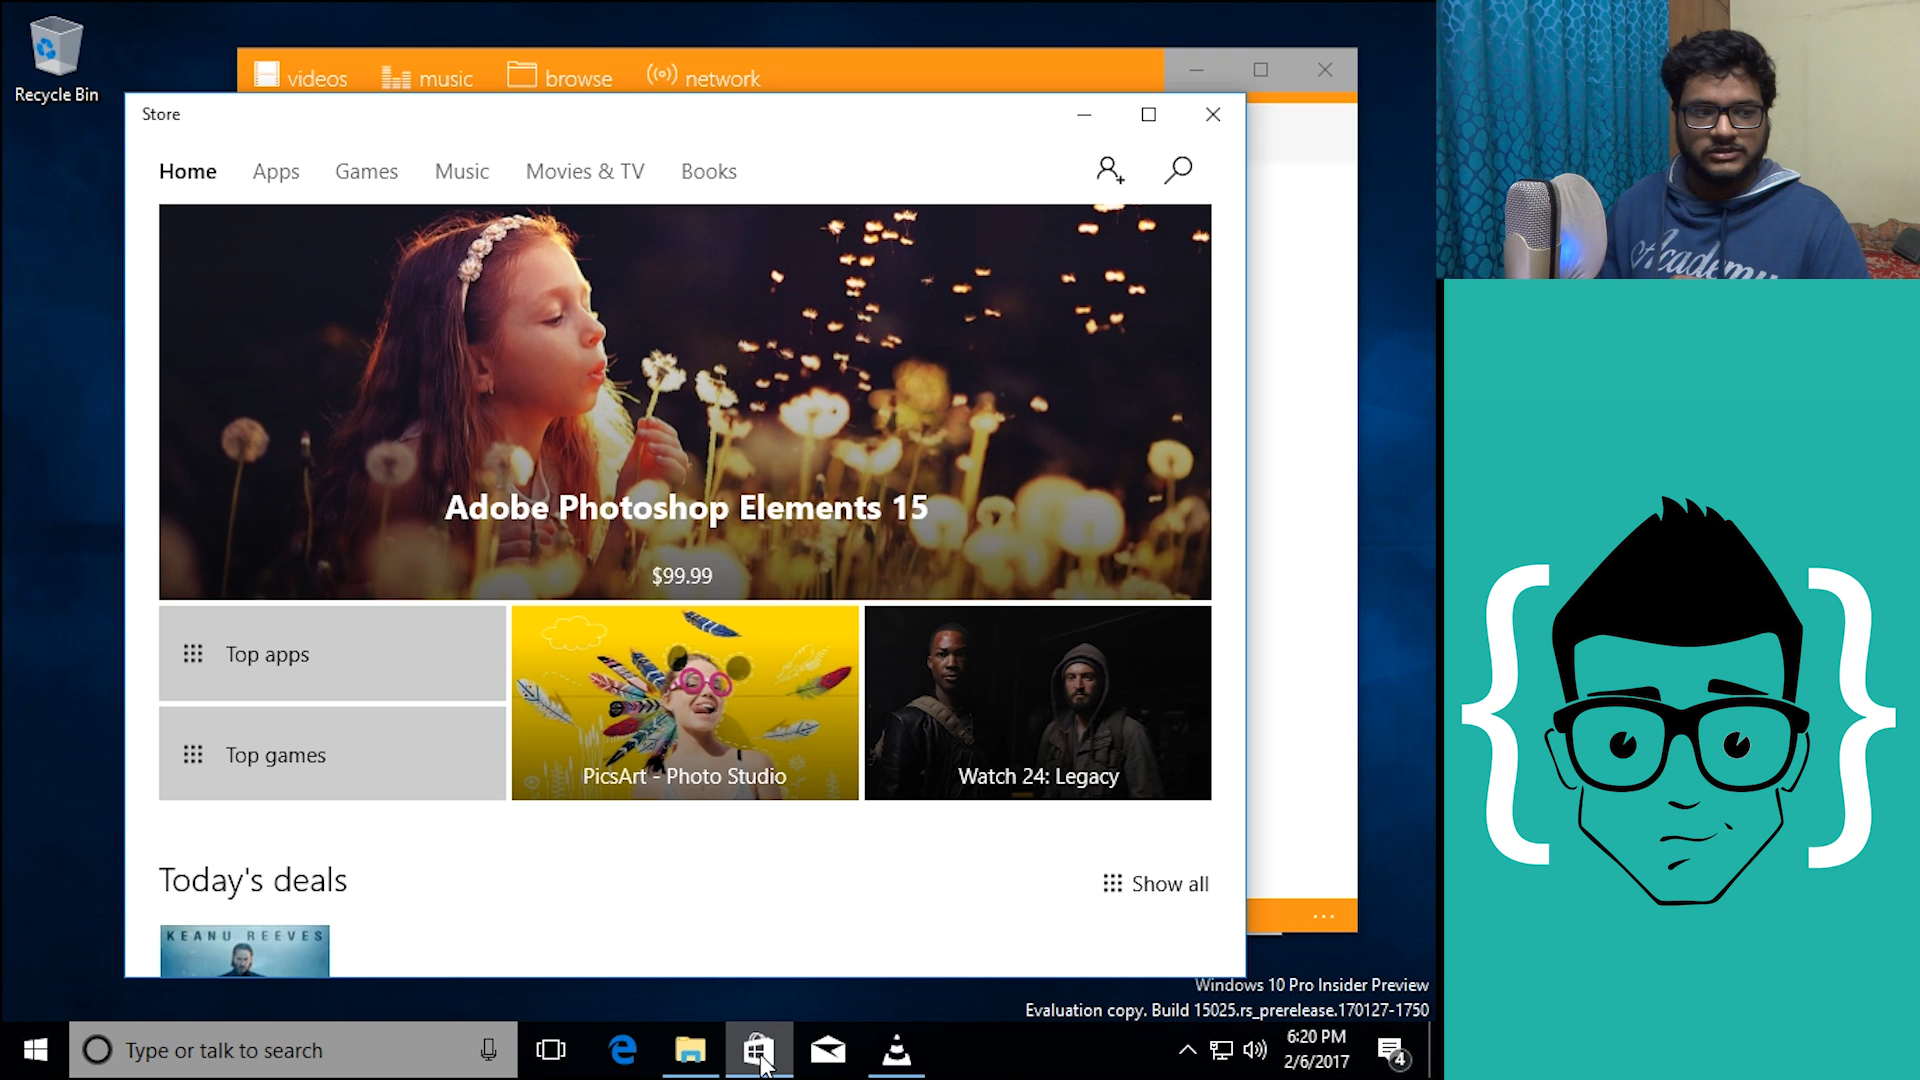 Recycle Bin
videos
music
browse
network
Store
Home
Apps
Games
Music
Movies & TV
Books
Adobe Photoshop Elements 15
$99.99
Top apps
Top games
PicsArt - Photo Studio
Watch 24: Legacy
Today's deals
Show all
KEANU REEVES
Windows 10 Pro Insider Preview
Evaluation copy. Build 15025.rs_prerelease.170127-1750
Type or talk to search
6:20 PM
2/6/2017
4
Academy